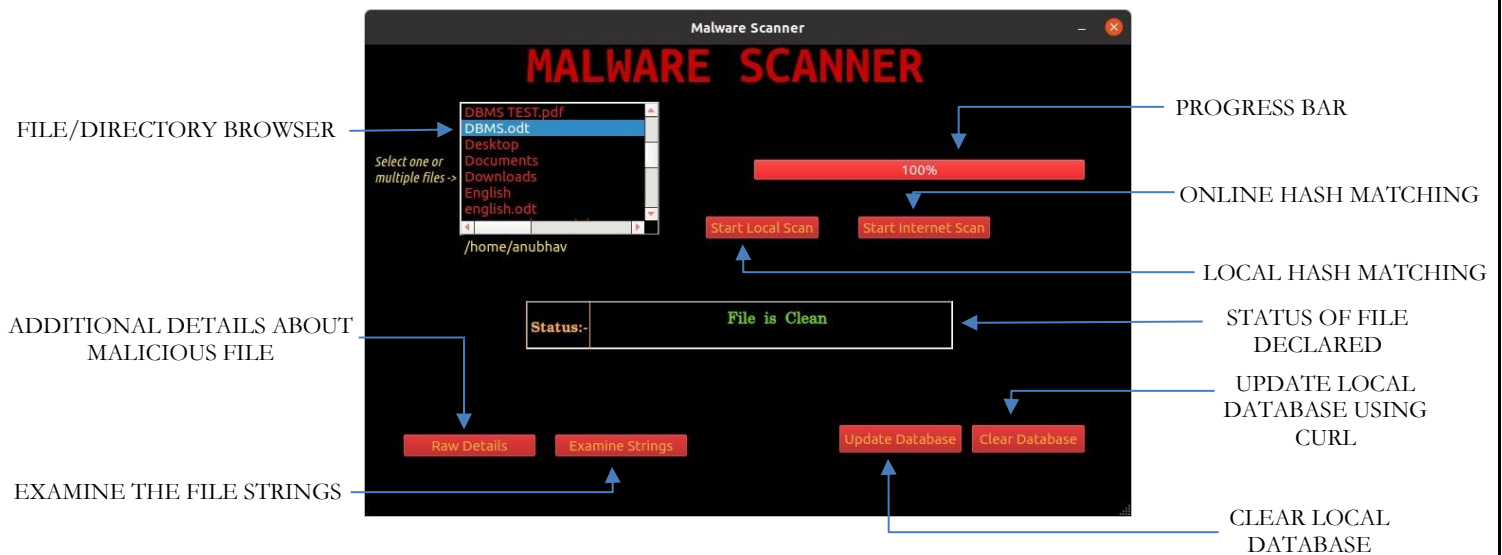 Malware Scanner
MALWARE SCANNER
FILE/DIRECTORY BROWSER
DBMS TEST.pdf
DBMS.odt
Desktop
Documents
Downloads
English
english.odt
Select one or
multiple files ->
/home/anubhav
PROGRESS BAR
100%
ONLINE HASH MATCHING
Start Local Scan
Start Internet Scan
LOCAL HASH MATCHING
ADDITIONAL DETAILS ABOUT
MALICIOUS FILE
Status:-
File is Clean
STATUS OF FILE
DECLARED
UPDATE LOCAL
DATABASE USING
CURL
Raw Details
Examine Strings
Update Database
Clear Database
EXAMINE THE FILE STRINGS
CLEAR LOCAL
DATABASE